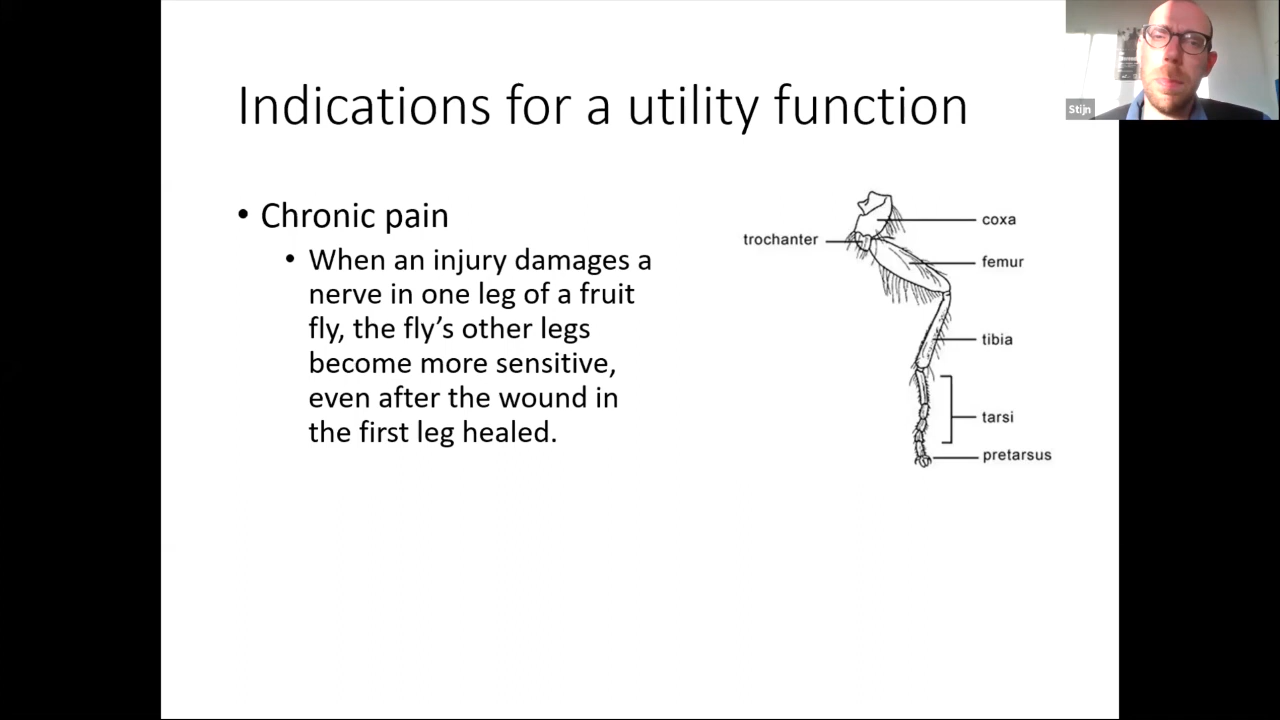 Indications for a utility function
Stijn
• Chronic pain
• When an injury damages a
nerve in one leg of a fruit
fly, the fly’s other legs
become more sensitive,
even after the wound in
the first leg healed.
coxa
trochanter
femur
tibia
tarsi
pretarsus